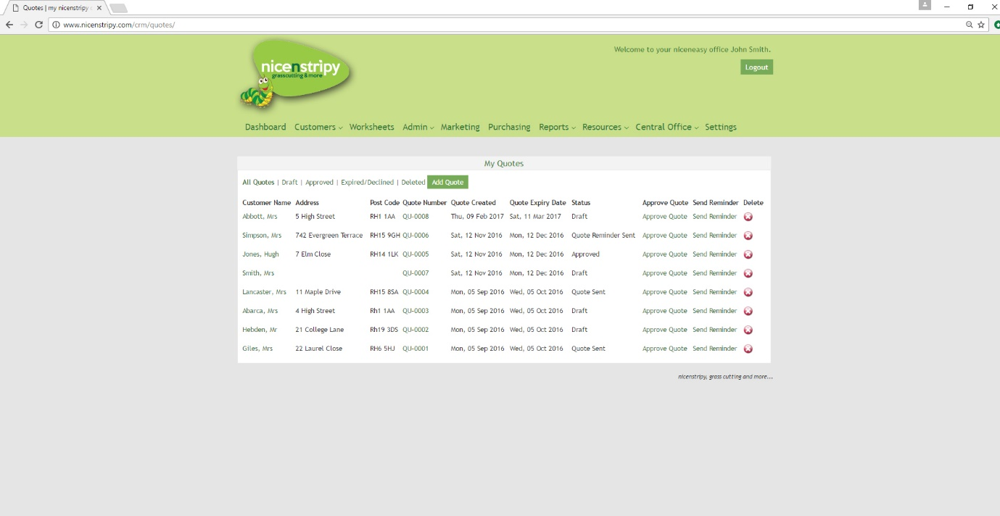 Quotes | my nicenstripy
www.nicenstripy.com/crm/quotes/
nicenstripy
grasscutting & more
Welcome to your niceneasy office John Smith.
Logout
Dashboard Customers Worksheets Admin Marketing Purchasing Reports Resources Central Office Settings
My Quotes
All Quotes | Draft | Approved | Expired/Declined | Deleted Add Quote
Customer Name Address Post Code Quote Number Quote Created Quote Expiry Date Status Approve Quote Send Reminder Delete
Abbott, Mrs 5 High Street RH1 1AA QU-0008 Thu, 09 Feb 2017 Sat, 11 Mar 2017 Draft Approve Quote Send Reminder
Simpson, Mrs 742 Evergreen Terrace RH15 9GH QU-0006 Sat, 12 Nov 2016 Mon, 12 Dec 2016 Quote Reminder Sent Approve Quote Send Reminder
Jones, Hugh 7 Elm Close RH14 1LK QU-0005 Sat, 12 Nov 2016 Mon, 12 Dec 2016 Approved Approve Quote Send Reminder
Smith, Mrs QU-0007 Sat, 12 Nov 2016 Mon, 12 Dec 2016 Draft Approve Quote Send Reminder
Lancaster, Mrs 11 Maple Drive RH15 8SA QU-0004 Mon, 05 Sep 2016 Wed, 05 Oct 2016 Quote Sent Approve Quote Send Reminder
Abarca, Mrs 4 High Street Rh1 1AA QU-0003 Mon, 05 Sep 2016 Wed, 05 Oct 2016 Draft Approve Quote Send Reminder
Hebden, Mr 21 College Lane Rh19 3DS QU-0002 Mon, 05 Sep 2016 Wed, 05 Oct 2016 Draft Approve Quote Send Reminder
Giles, Mrs 22 Laurel Close RH6 5HJ QU-0001 Mon, 05 Sep 2016 Wed, 05 Oct 2016 Quote Sent Approve Quote Send Reminder
nicenstripy, grass cutting and more...